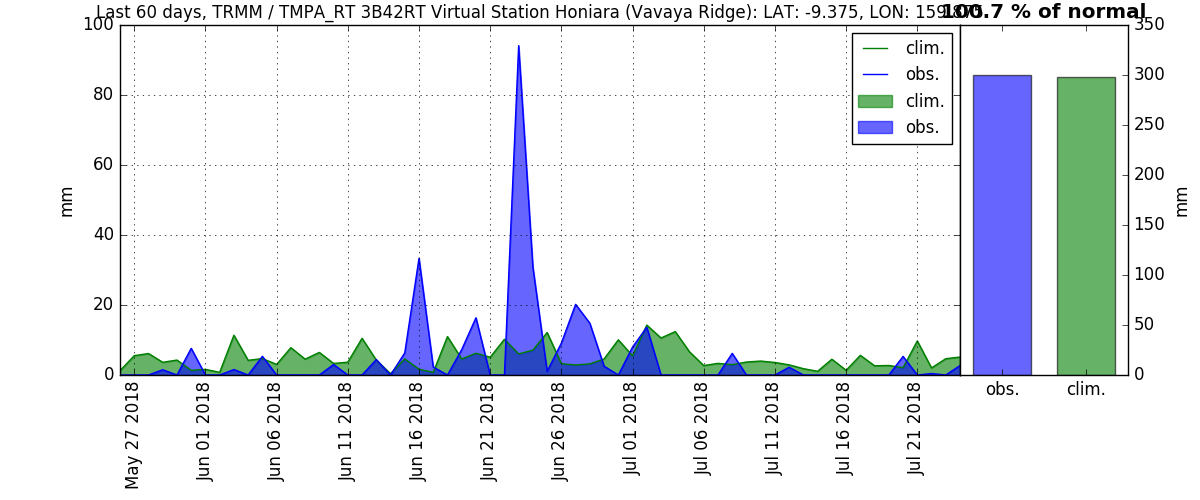 Last 60 days, TRMM / TMPA_RT 3B42RT Virtual Station Honiara (Vavaya Ridge): LAT: -9.375, LON:
100.7 % of normal
100
80
60
40
20
0
mm
clim.
obs.
clim.
obs.
350
300
250
200
150
100
50
0
mm
obs.
clim.
May 27 2018
Jun 01 2018
Jun 06 2018
Jun 11 2018
Jun 16 2018
Jun 21 2018
Jun 26 2018
Jul 01 2018
Jul 06 2018
Jul 11 2018
Jul 16 2018
Jul 21 2018